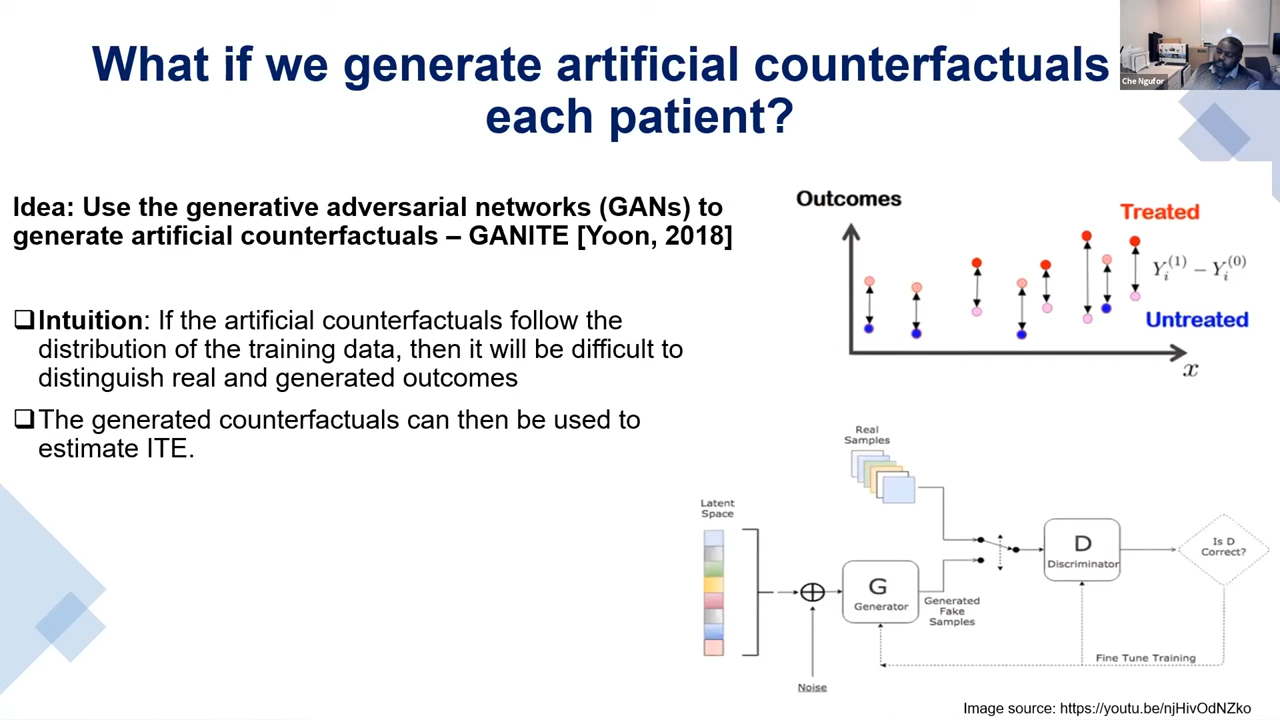 What if we generate artificial counterfactuals
each patient?
Che Ngufor
Idea: Use the generative adversarial networks (GANs) to
generate artificial counterfactuals – GANITE [Yoon, 2018]
❑Intuition: If the artificial counterfactuals follow the
distribution of the training data, then it will be difficult to
distinguish real and generated outcomes
❑The generated counterfactuals can then be used to
estimate ITE.
Outcomes
Treated
Y_i^(1) − Y_i^(0)
Untreated
x
Real
Samples
Latent
Space
G
Generator
Noise
Generated
Fake
Samples
D
Discriminator
Is D
Correct?
Fine Tune Training
Image source: https://youtu.be/njHivOdNZko